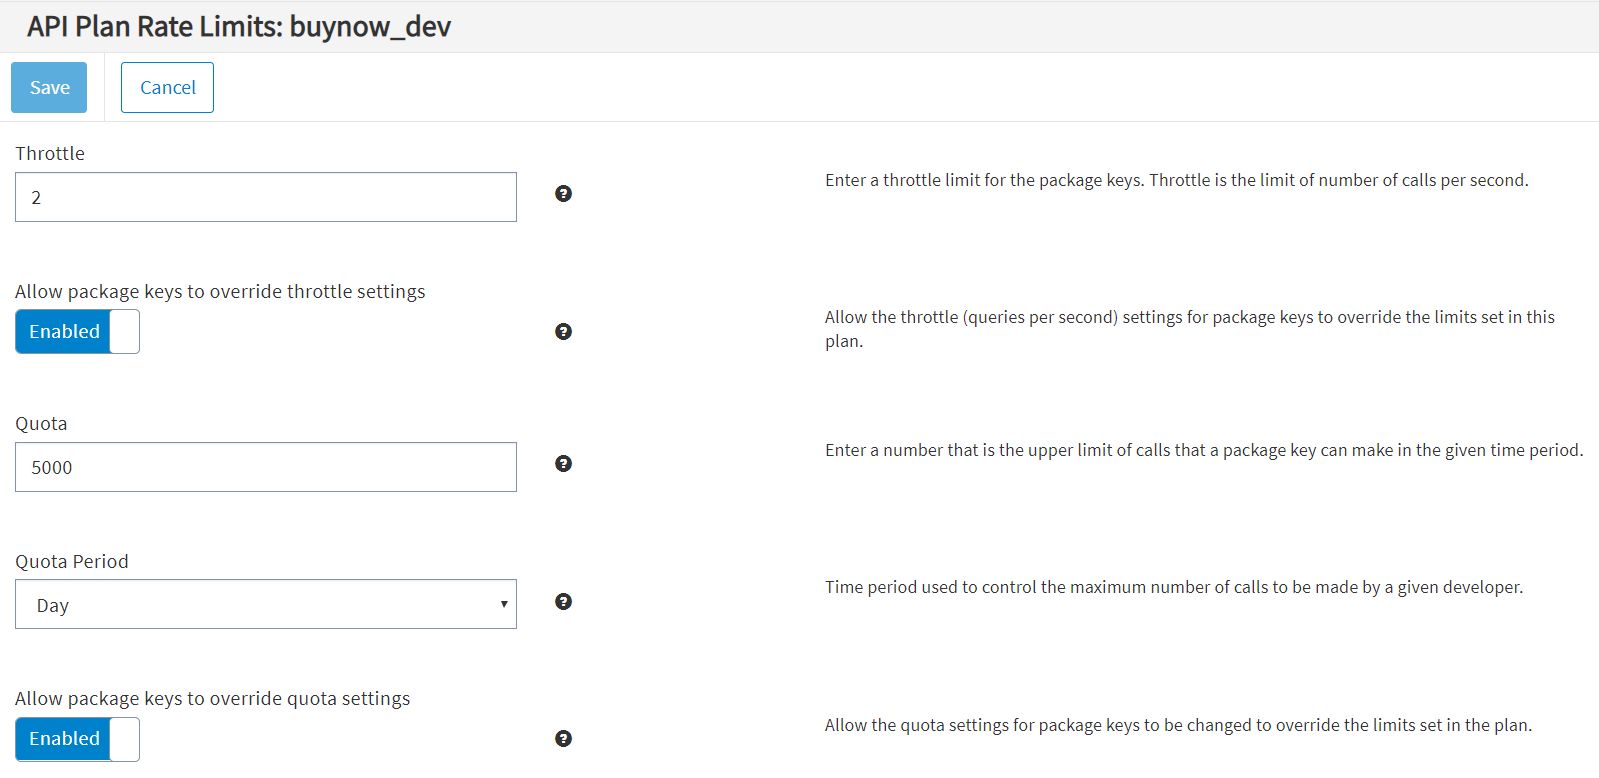 API Plan Rate Limits: buynow_dev
Save
Cancel
Throttle
2
Enter a throttle limit for the package keys. Throttle is the limit of number of calls per second.
Allow package keys to override throttle settings
Enabled
Allow the throttle (queries per second) settings for package keys to override the limits set in this
plan.
Quota
5000
Enter a number that is the upper limit of calls that a package key can make in the given time period.
Quota Period
Day
Time period used to control the maximum number of calls to be made by a given developer.
Allow package keys to override quota settings
Enabled
Allow the quota settings for package keys to be changed to override the limits set in the plan.